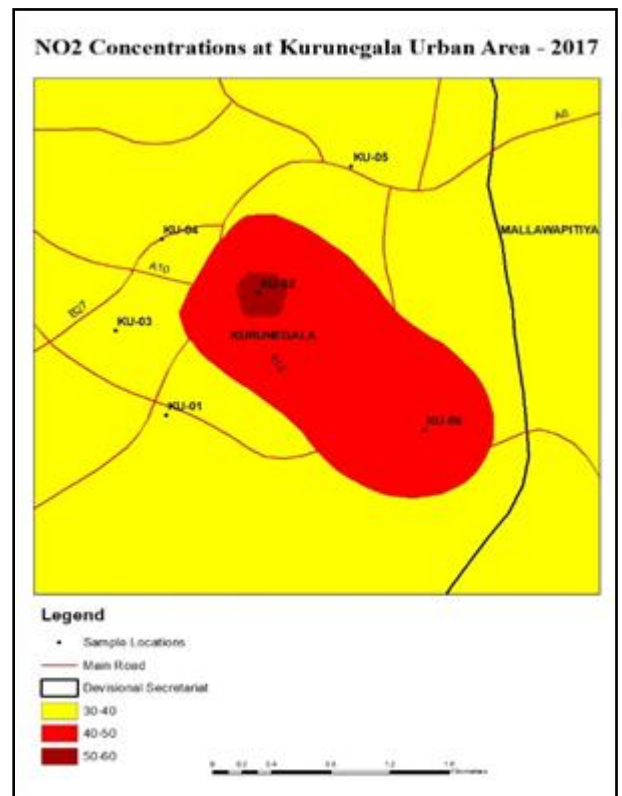 NO2 Concentrations at Kurunegala Urban Area - 2017
KU-05
MALLAWAPITIYA
KU-04
A10
KU-02
B27
KU-03
KURUNEGALA
KU-01
Legend
Sample Locations
Main Road
Devisional Secretariat
30-40
40-50
50-60